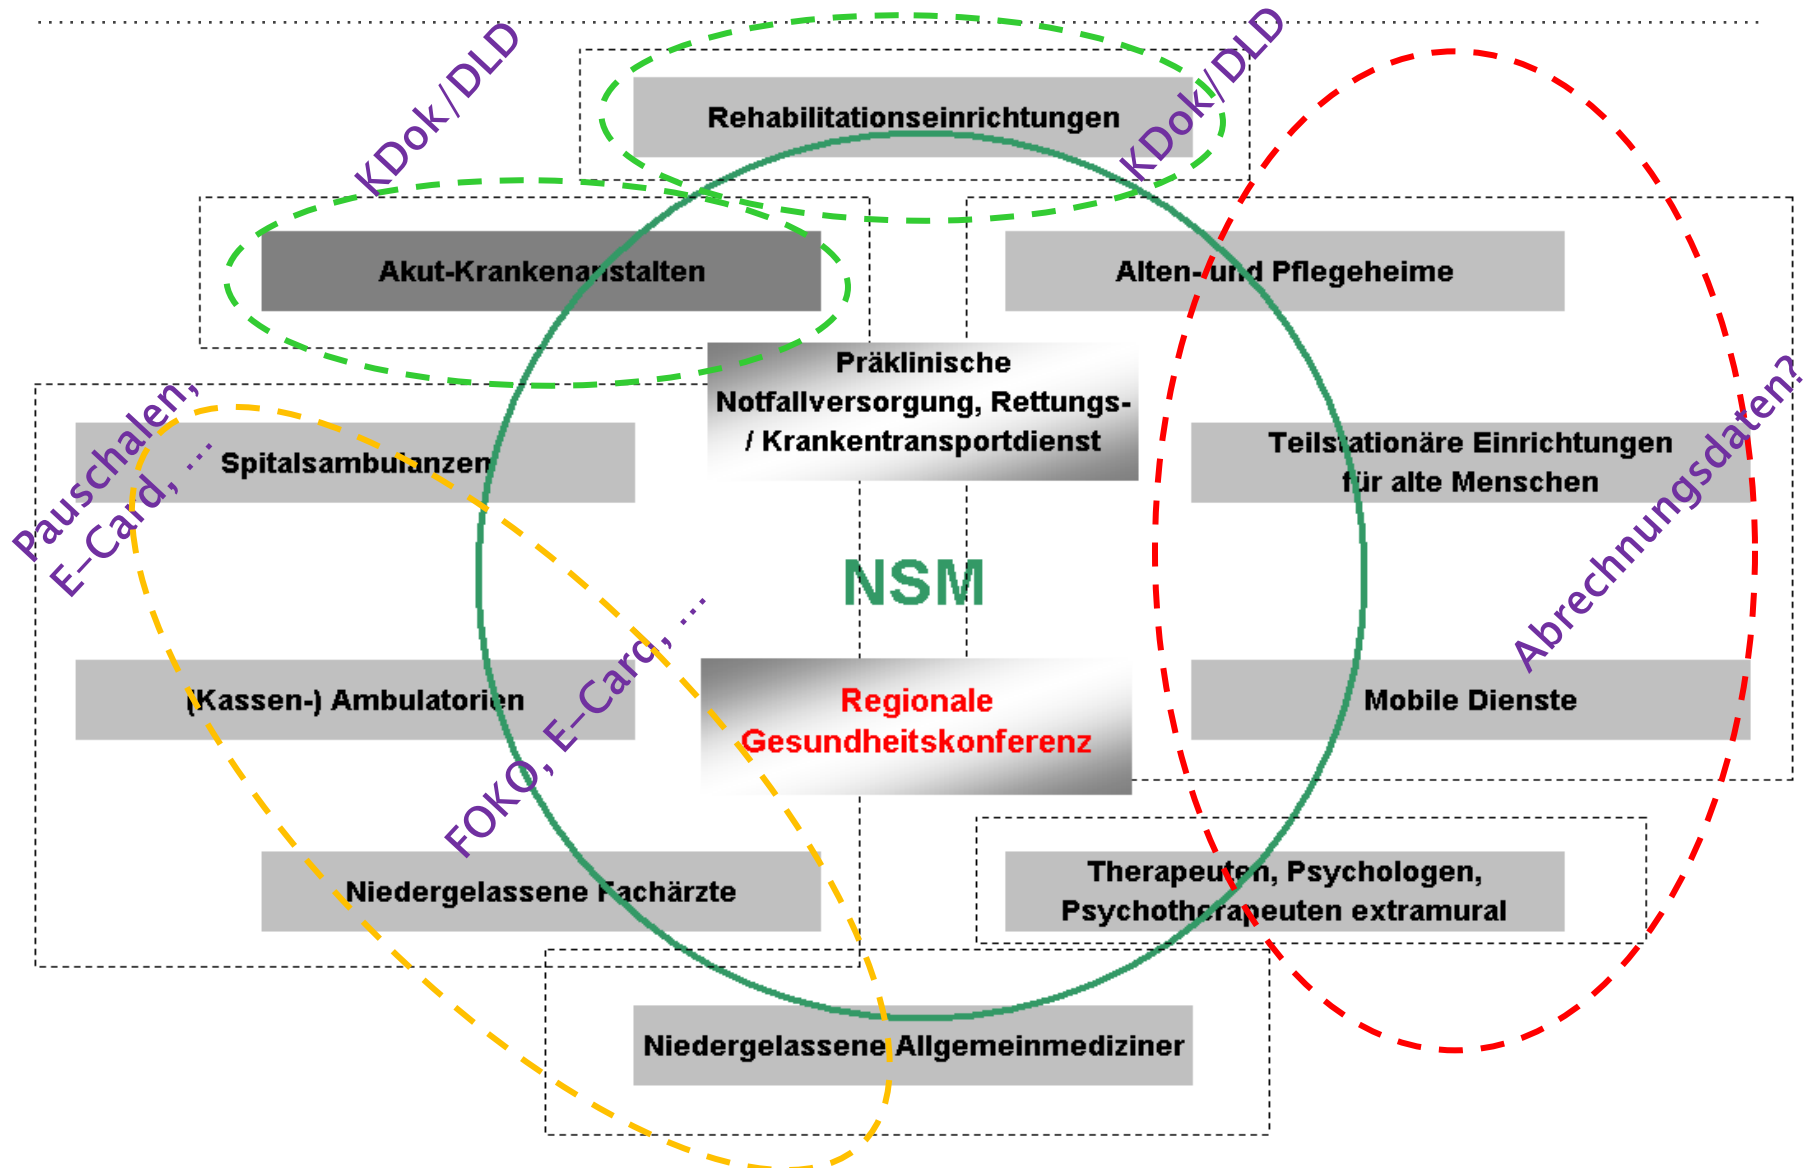 KDok/DLD
KDok/DLD
Rehabilitationseinrichtungen
Akut-Krankenanstalten
Alten- und Pflegeheime
Präklinische
Notfallversorgung, Rettungs-
/ Krankentransportdienst
Pauschalen,
E-Card, ...
Spitalsambulanzen
Teilstationäre Einrichtungen
für alte Menschen
Abrechnungsdaten?
NSM
FOKO, E-Card, ...
(Kassen-) Ambulatorien
Regionale
Gesundheitskonferenz
Mobile Dienste
Niedergelassene Fachärzte
Therapeuten, Psychologen,
Psychotherapeuten extramural
Niedergelassene Allgemeinmediziner